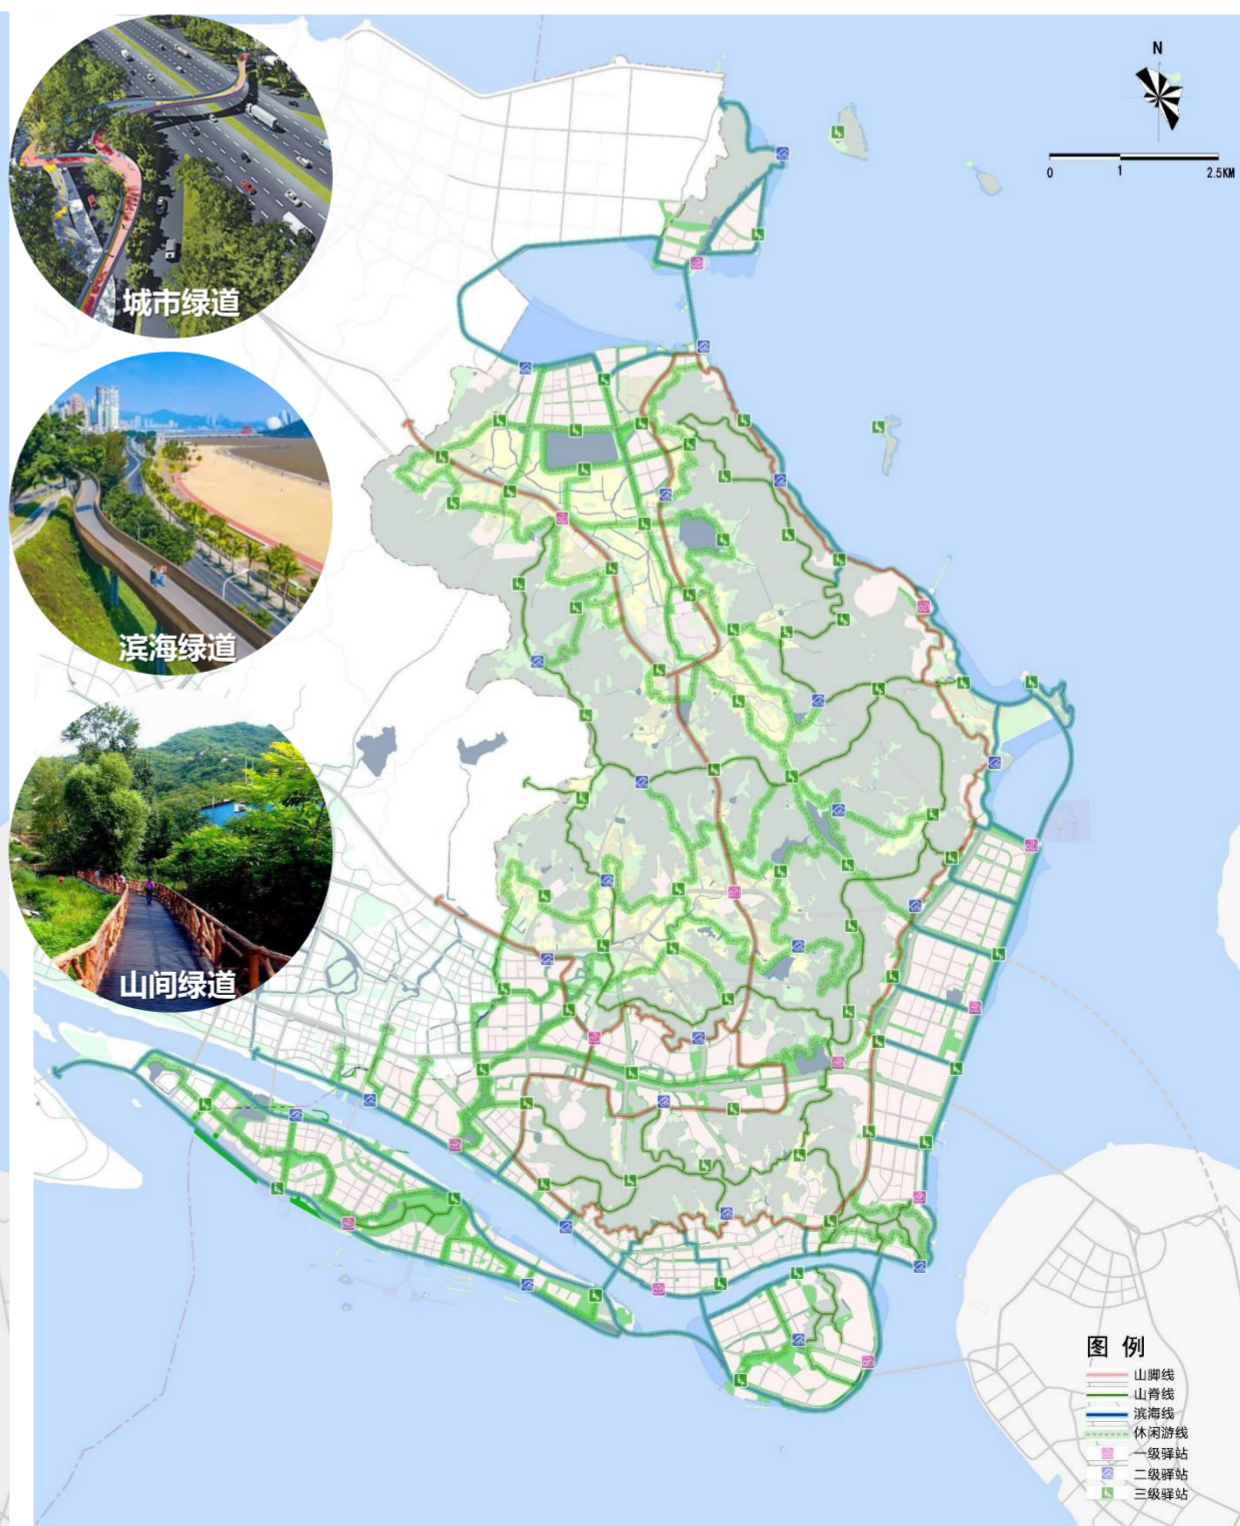 城市绿道
滨海绿道
山间绿道
N
0 1 2.5KM
图 例
山脚线
山脊线
滨海线
休闲游线
一级驿站
二级驿站
三级驿站